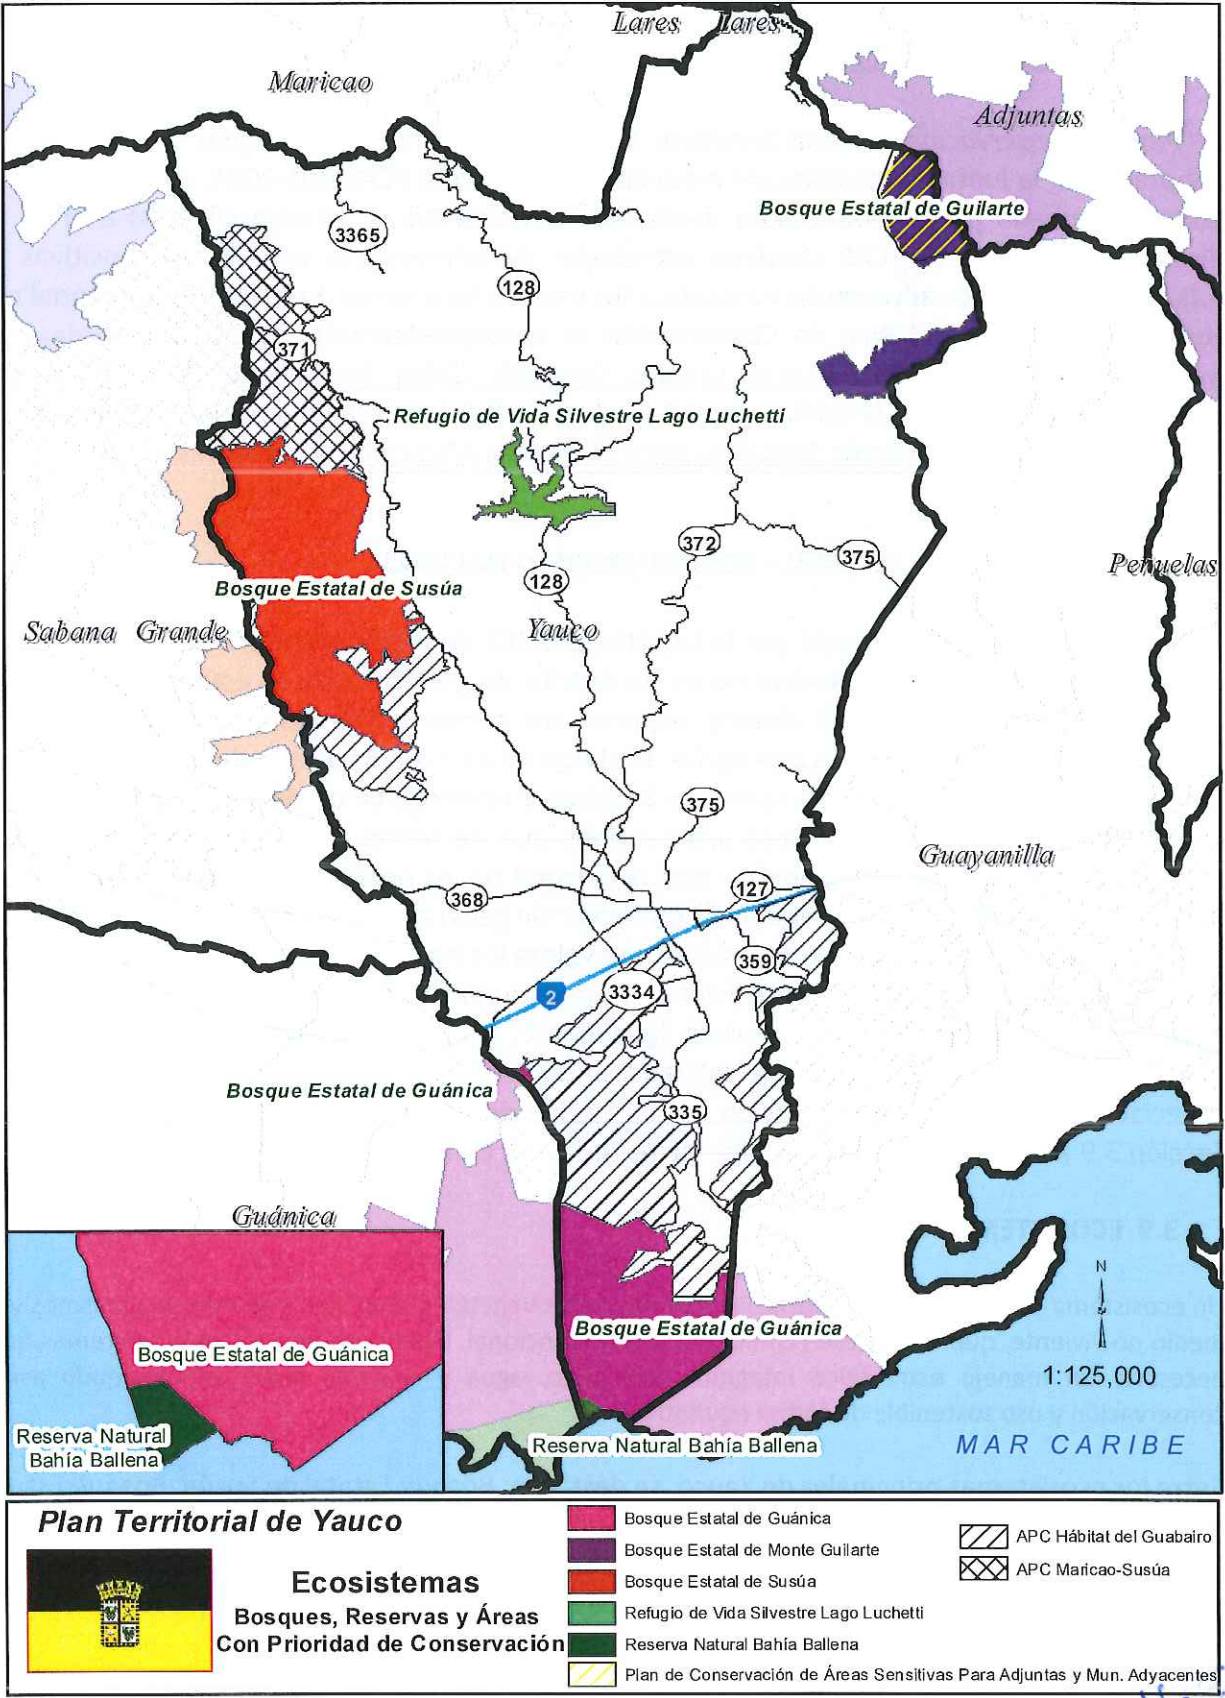 Lares Lares
Maricao
Adjuntas
Bosque Estatal de Guilarte
3365
128
371
Refugio de Vida Silvestre Lago Luchetti
372
375
Peñuelas
128
Bosque Estatal de Susúa
Sabana Grande
Yauco
375
Guayanilla
127
368
3597
3334
2
Bosque Estatal de Guánica
335
Guánica
N
Bosque Estatal de Guánica
Bosque Estatal de Guánica
1:125,000
Reserva Natural
Bahía Ballena
Reserva Natural Bahía Ballena
MAR CARIBE
Plan Territorial de Yauco
Ecosistemas
Bosques, Reservas y Áreas
Con Prioridad de Conservación
Bosque Estatal de Guánica
Bosque Estatal de Monte Guilarte
Bosque Estatal de Susúa
Refugio de Vida Silvestre Lago Luchetti
Reserva Natural Bahía Ballena
Plan de Conservación de Áreas Sensitivas Para Adjuntas y Mun. Adyacentes
APC Hábitat del Guabairo
APC Maricao-Susúa